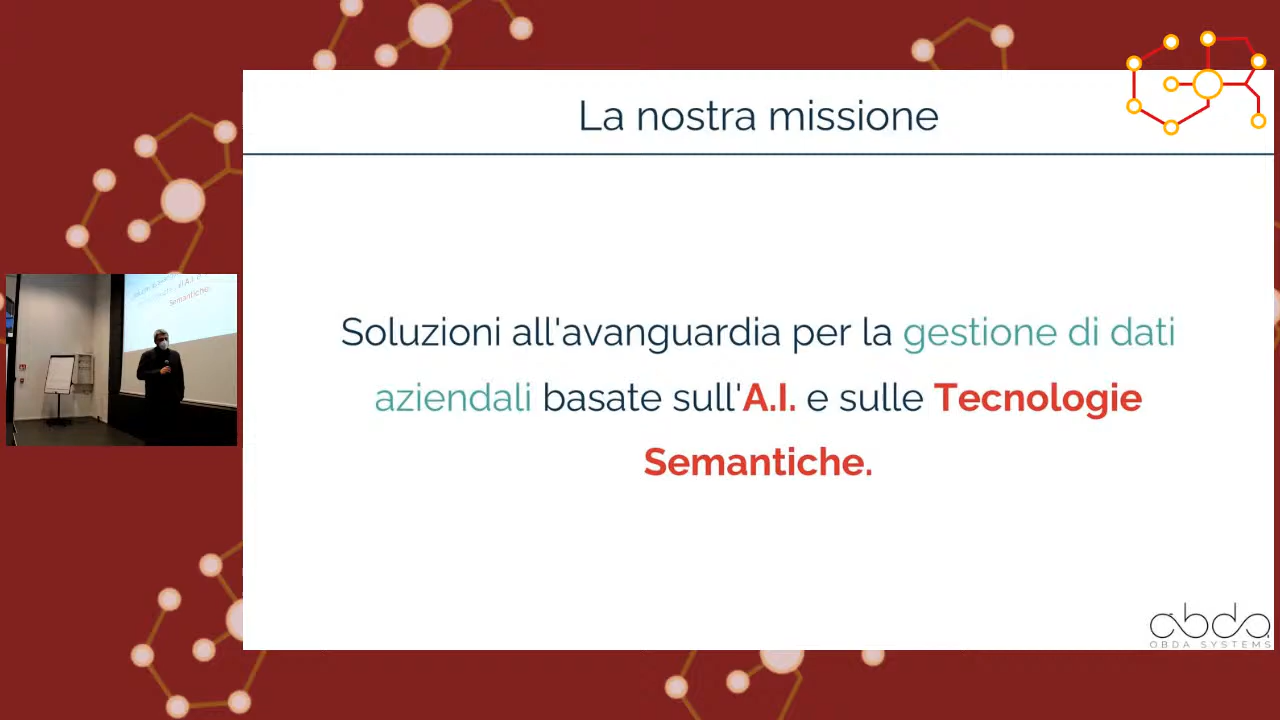 La nostra missione
Soluzioni all'avanguardia per la gestione di dati
aziendali basate sull'A.I. e sulle Tecnologie
Semantiche.
Semantiche.
obda
OBDA SYSTEMS